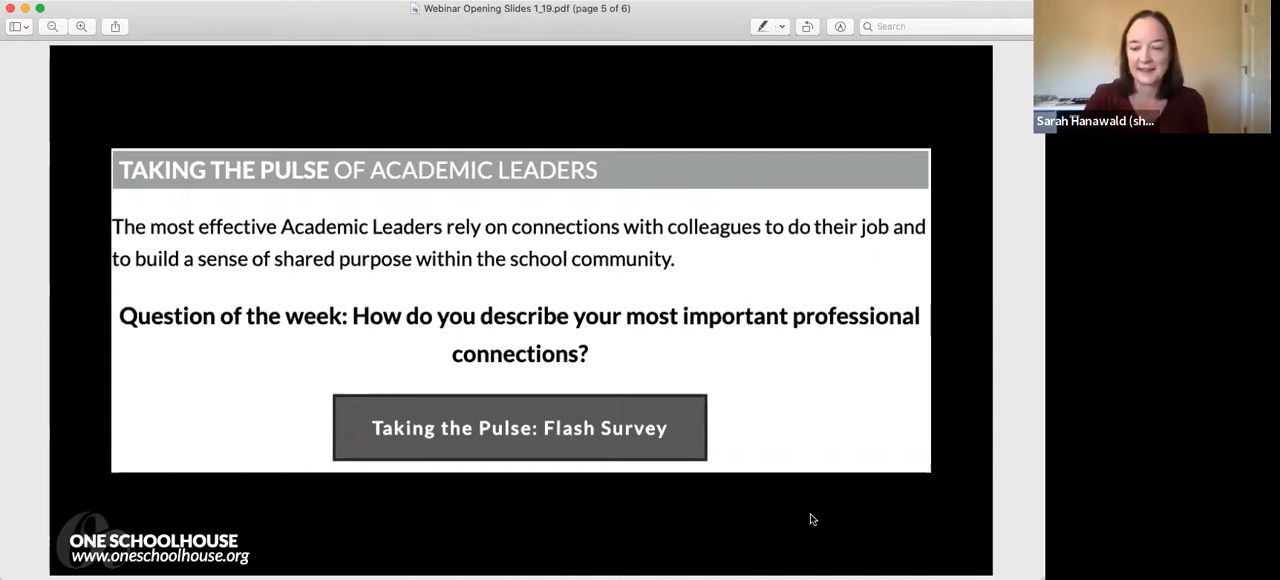 Webinar Opening Slides 1_19.pdf (page 5 of 6)
Search
Sarah Hanawald (sh...
TAKING THE PULSE OF ACADEMIC LEADERS
The most effective Academic Leaders rely on connections with colleagues to do their job and
to build a sense of shared purpose within the school community.
Question of the week: How do you describe your most important professional
connections?
Taking the Pulse: Flash Survey
ONE SCHOOLHOUSE
www.oneschoolhouse.org